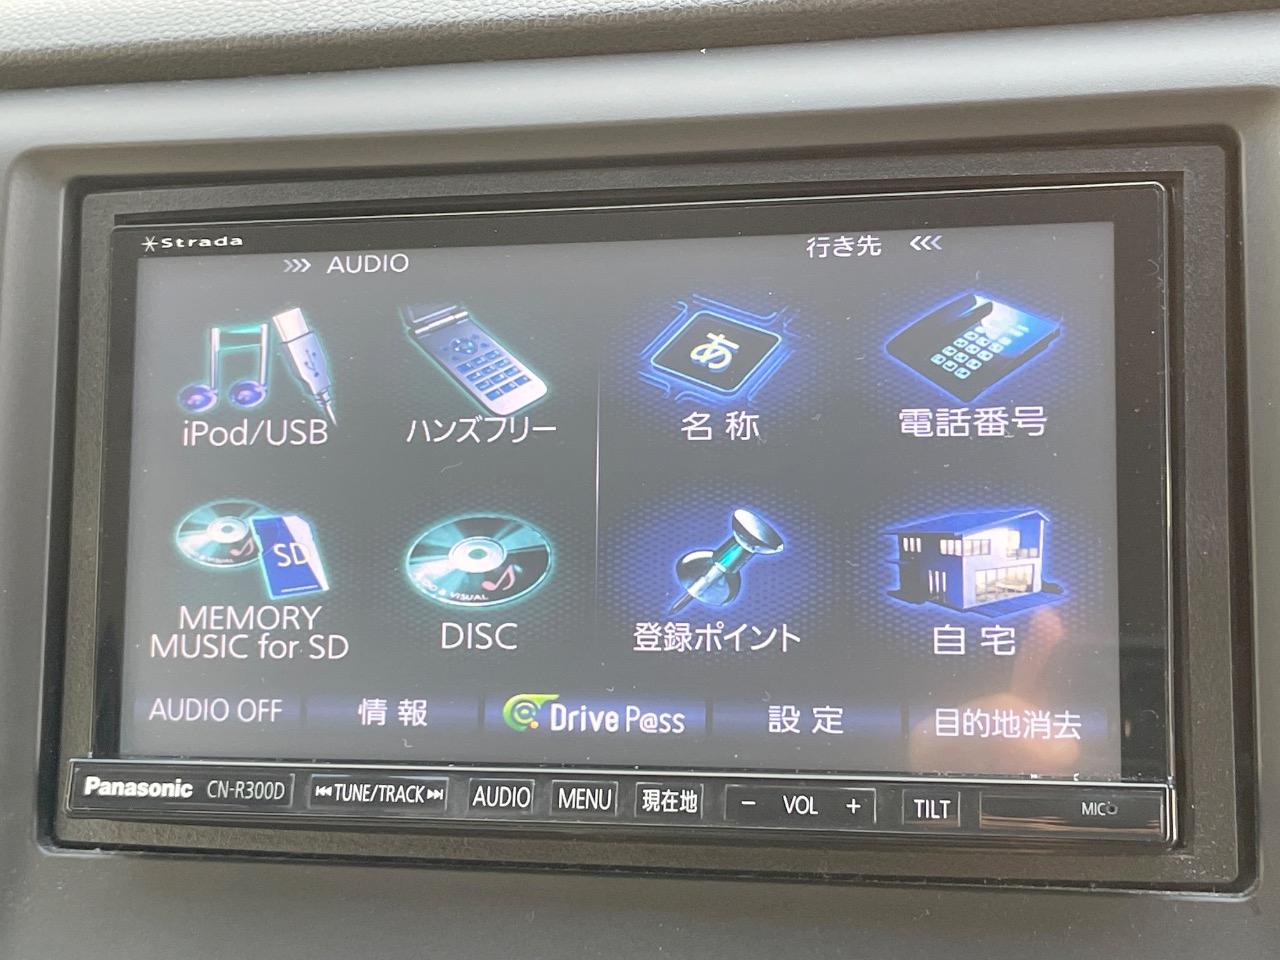 Strada
AUDIO
行き先
あ
iPod/USB
ハンズフリー
名称
電話番号
SD
MEMORY
MUSIC for SD
DISC
登録ポイント
自宅
AUDIO OFF
情報
Drive P@ss
設定
目的地消去
Panasonic CN-R300D TUNE/TRACK AUDIO MENU 現在地 − VOL + TILT MIC